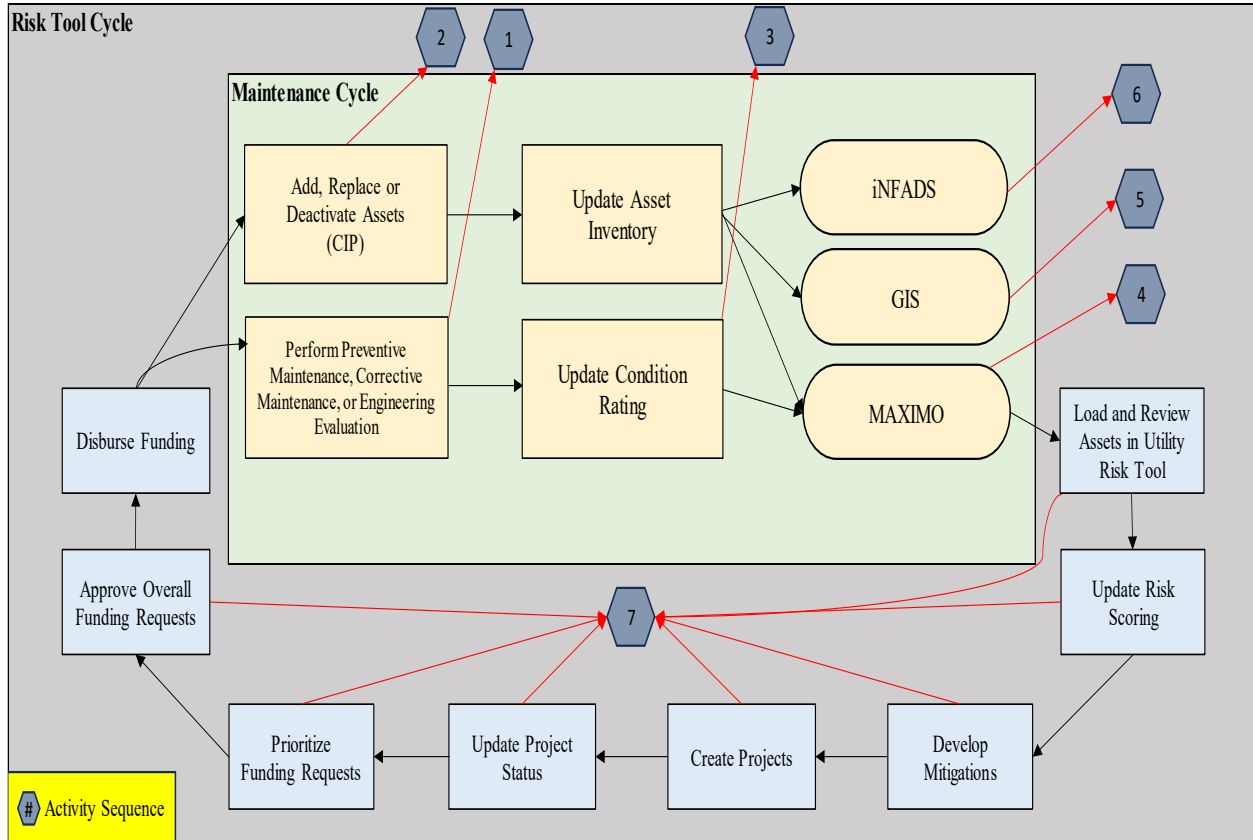 Risk Tool Cycle
2
1
3
6
5
4
Maintenance Cycle
Add, Replace or
Deactivate Assets
(CIP)
Update Asset
Inventory
iNFADS
GIS
Perform Preventive
Maintenance, Corrective
Maintenance, or Engineering
Evaluation
Update Condition
Rating
MAXIMO
Disburse Funding
Load and Review
Assets in Utility
Risk Tool
Approve Overall
Funding Requests
7
Update Risk
Scoring
Prioritize
Funding Requests
Update Project
Status
Create Projects
Develop
Mitigations
# Activity Sequence